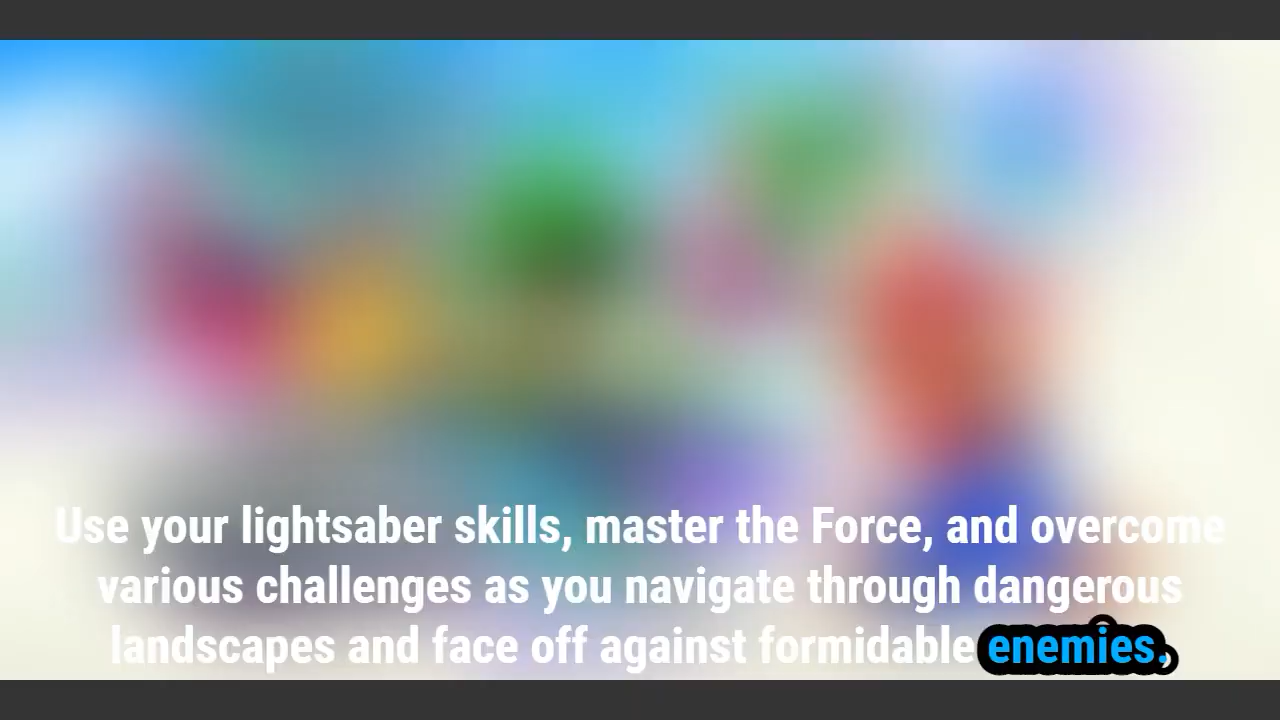 Use your lightsaber skills, master the Force, and overcome
various challenges as you navigate through dangerous
landscapes and face off against formidable enemies.